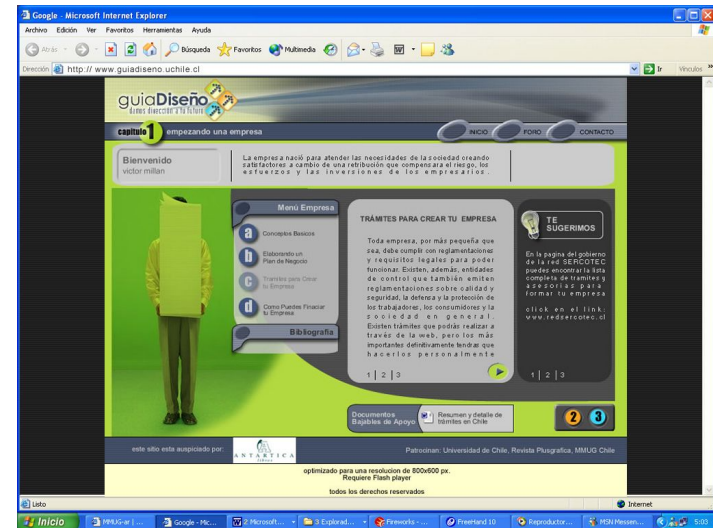 Google - Microsoft Internet Explorer
Archivo Edición Ver Favoritos Herramientas Ayuda
Atrás Búsqueda Favoritos Multimedia
Dirección http:// www.guiadiseno.uchile.cl Ir Vínculos
guiaDiseño
damos dirección a tu futuro
capítulo 1 empezando una empresa
INICIO FORO CONTACTO
Bienvenido
victor millan
La empresa nació para atender las necesidades de la sociedad creando
satisfactores a cambio de una retribución que compensara el riesgo, los
esfuerzos y las inversiones de los empresarios.
Menú Empresa
a Conceptos Basicos
b Elaborando un
Plan de Negocio
c Tramites para Crear
tu Empresa
d Como Puedes Finaciar
tu Empresa
Bibliografia
TRÁMITES PARA CREAR TU EMPRESA
Toda empresa, por más pequeña que
sea, debe cumplir con reglamentaciones
y requisitos legales para poder
funcionar. Existen, además, entidades
de control que también emiten
reglamentaciones sobre calidad y
seguridad, la defensa y la protección de
los trabajadores, los consumidores y la
sociedad en general.
Existen trámites que podrás realizar a
través de la web, pero los más
importantes definitivamente tendras que
hacerlos personalmente
1 | 2 | 3
TE
SUGERIMOS
En la pagina del gobierno
de la red SERCOTEC
puedes encontrar la lista
completa de tramites y
asesorias para
formar tu empresa
click en el link:
www.redsercotec.cl
1 | 2 | 3
Documentos
Bajables de Apoyo
Resumen y detalle de
trámites en Chile
2 3
este sitio esta auspiciado por:
ANTARTICA
Patrocinan: Universidad de Chile, Revista Plusgrafica, MMUG Chile
optimizado para una resolucion de 800x600 px.
Requiere Flash player
todos los derechos reservados
Listo Internet
Inicio MMUG-ar | ... Google - Mic... 2 Microsoft... 3 Explorad... Fireworks - ... FreeHand 10 Reproductor... MSN Messen... 5:03